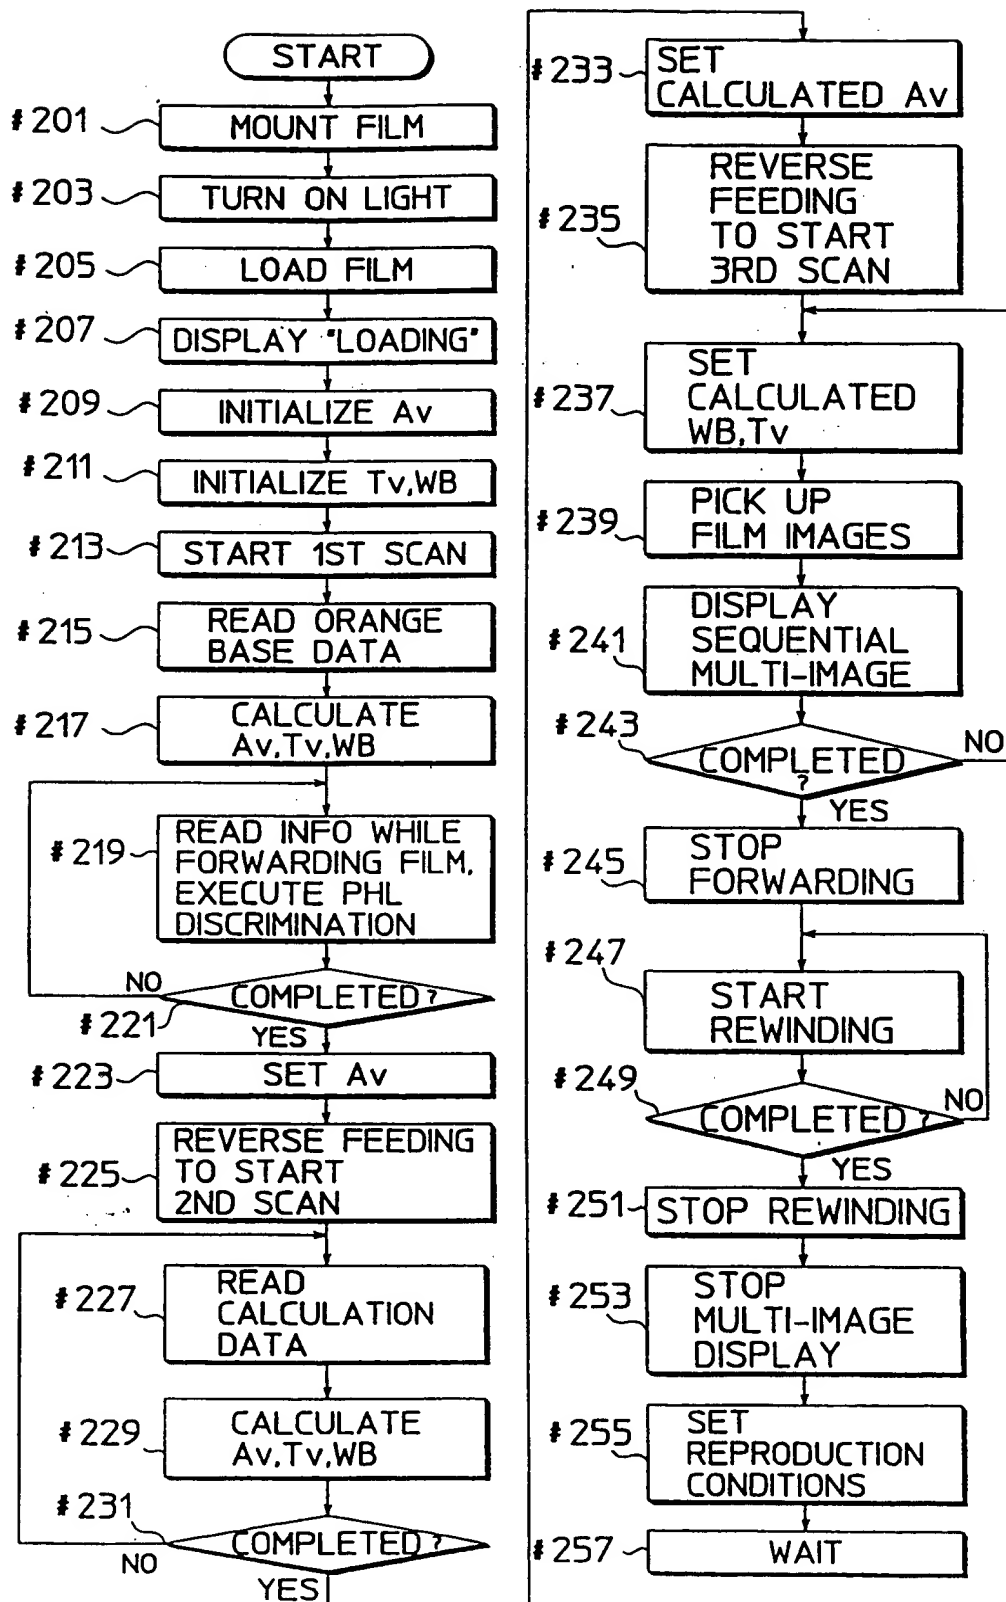 START
#201
MOUNT FILM
#203
TURN ON LIGHT
#205
LOAD FILM
#207
DISPLAY "LOADING"
#209
INITIALIZE Av
#211
INITIALIZE Tv,WB
#213
START 1ST SCAN
#215
READ ORANGE
BASE DATA
#217
CALCULATE
Av,Tv,WB
#219
READ INFO WHILE
FORWARDING FILM,
EXECUTE PHL
DISCRIMINATION
NO
COMPLETED?
#221
YES
#223
SET Av
#225
REVERSE FEEDING
TO START
2ND SCAN
#227
READ
CALCULATION
DATA
#229
CALCULATE
Av,Tv,WB
#231
COMPLETED?
NO
YES
#233
SET
CALCULATED Av
#235
REVERSE
FEEDING
TO START
3RD SCAN
#237
SET
CALCULATED
WB,Tv
#239
PICK UP
FILM IMAGES
#241
DISPLAY
SEQUENTIAL
MULTI-IMAGE
#243
NO
COMPLETED
?
YES
#245
STOP
FORWARDING
#247
START
REWINDING
#249
COMPLETED?
NO
YES
#251
STOP REWINDING
#253
STOP
MULTI-IMAGE
DISPLAY
#255
SET
REPRODUCTION
CONDITIONS
#257
WAIT